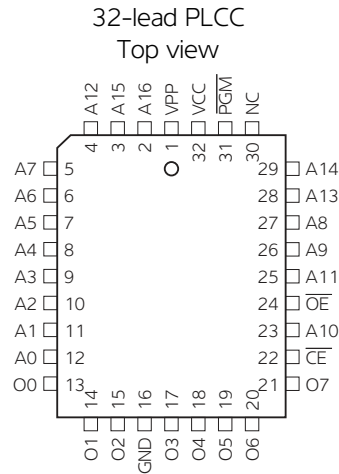 32-lead PLCC
Top view
A12 A15 A16 VPP VCC PGM NC
4 3 2 1 32 31 30
A7 5 29 A14
A6 6 28 A13
A5 7 27 A8
A4 8 26 A9
A3 9 25 A11
A2 10 24 OE
A1 11 23 A10
A0 12 22 CE
O0 13 21 O7
14 15 16 17 18 19 20
O1 O2 GND O3 O4 O5 O6